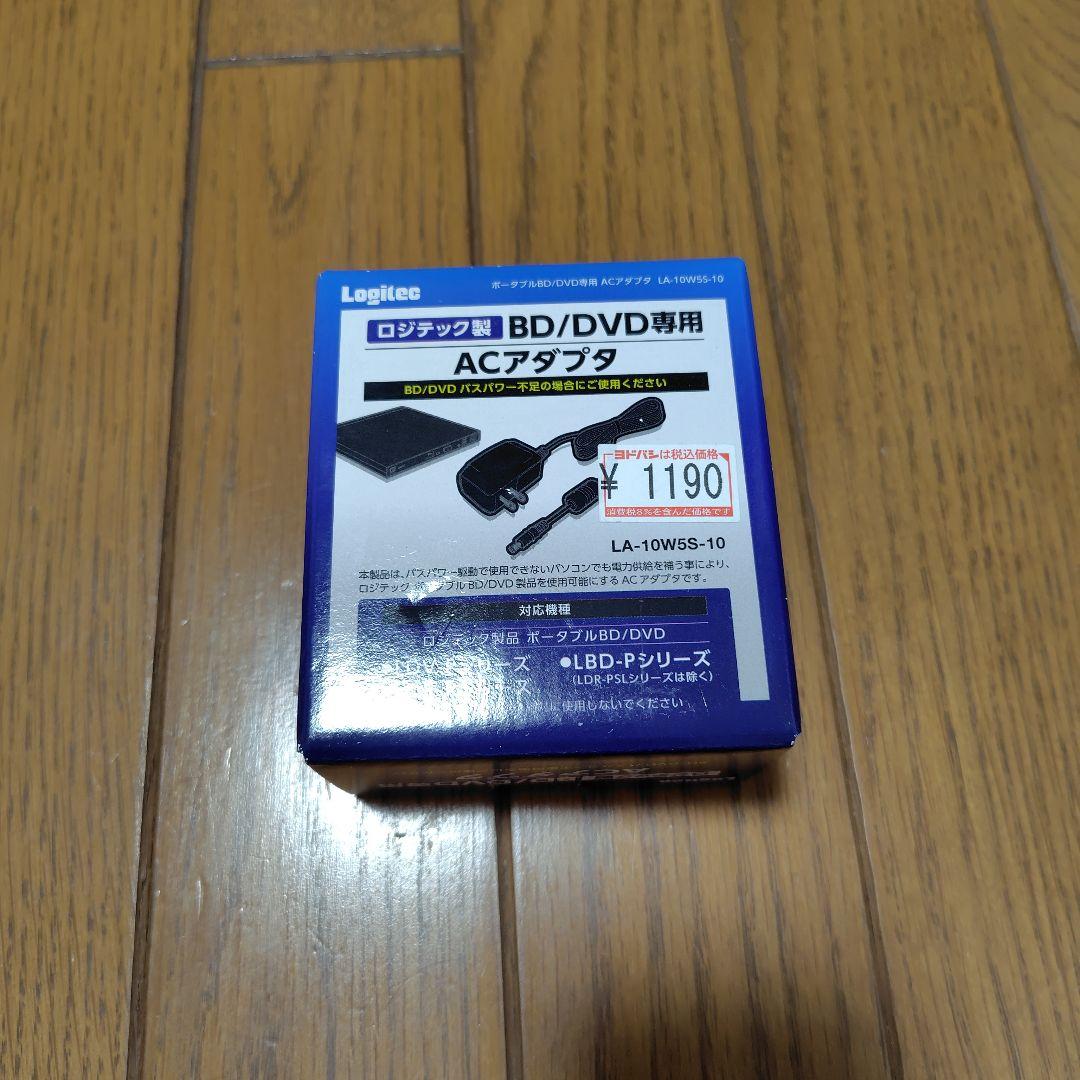 Logitec
ポータブルBD/DVD専用 ACアダプタ LA-10W5S-10
ロジテック製 BD/DVD専用
ACアダプタ
BD/DVD バスパワー不足の場合にご使用ください
ヨドバシは税込価格
¥ 1190
消費税8%を含んだ価格です
LA-10W5S-10
本製品は、バスパワー駆動で使用できないパソコンでも電力供給を補う事により、
ロジテック ポータブルBD/DVD 製品を使用可能にする ACアダプタです。
対応機種
ロジテック製品 ポータブルBD/DVD
シリーズ ●LBD-Pシリーズ
ズ (LDR-PSLシリーズは除く)
に使用しないでください